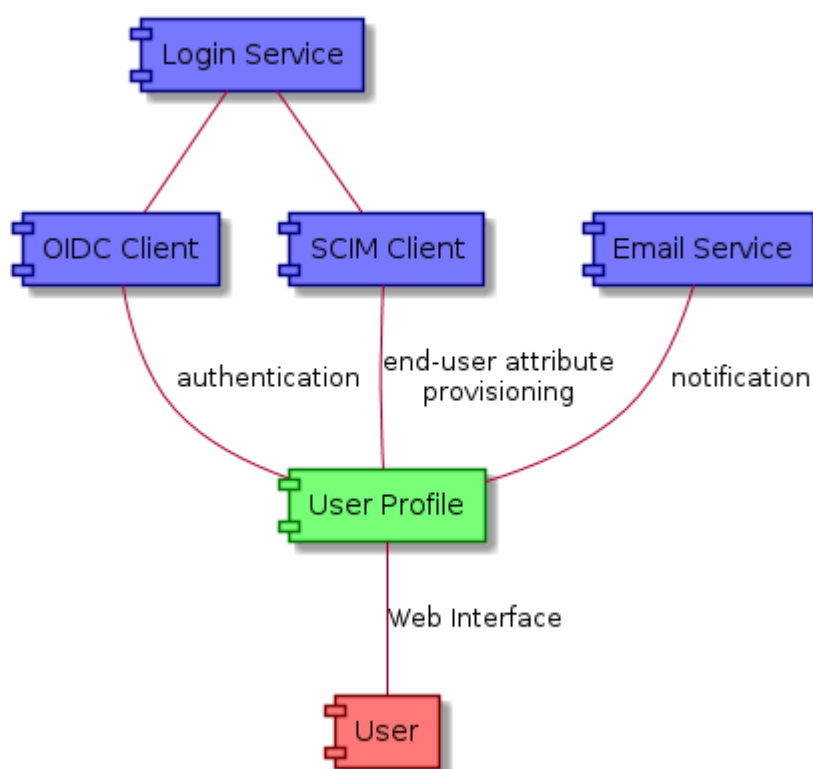 Login Service
OIDC Client
SCIM Client
Email Service
authentication
end-user attribute
provisioning
notification
User Profile
Web Interface
User